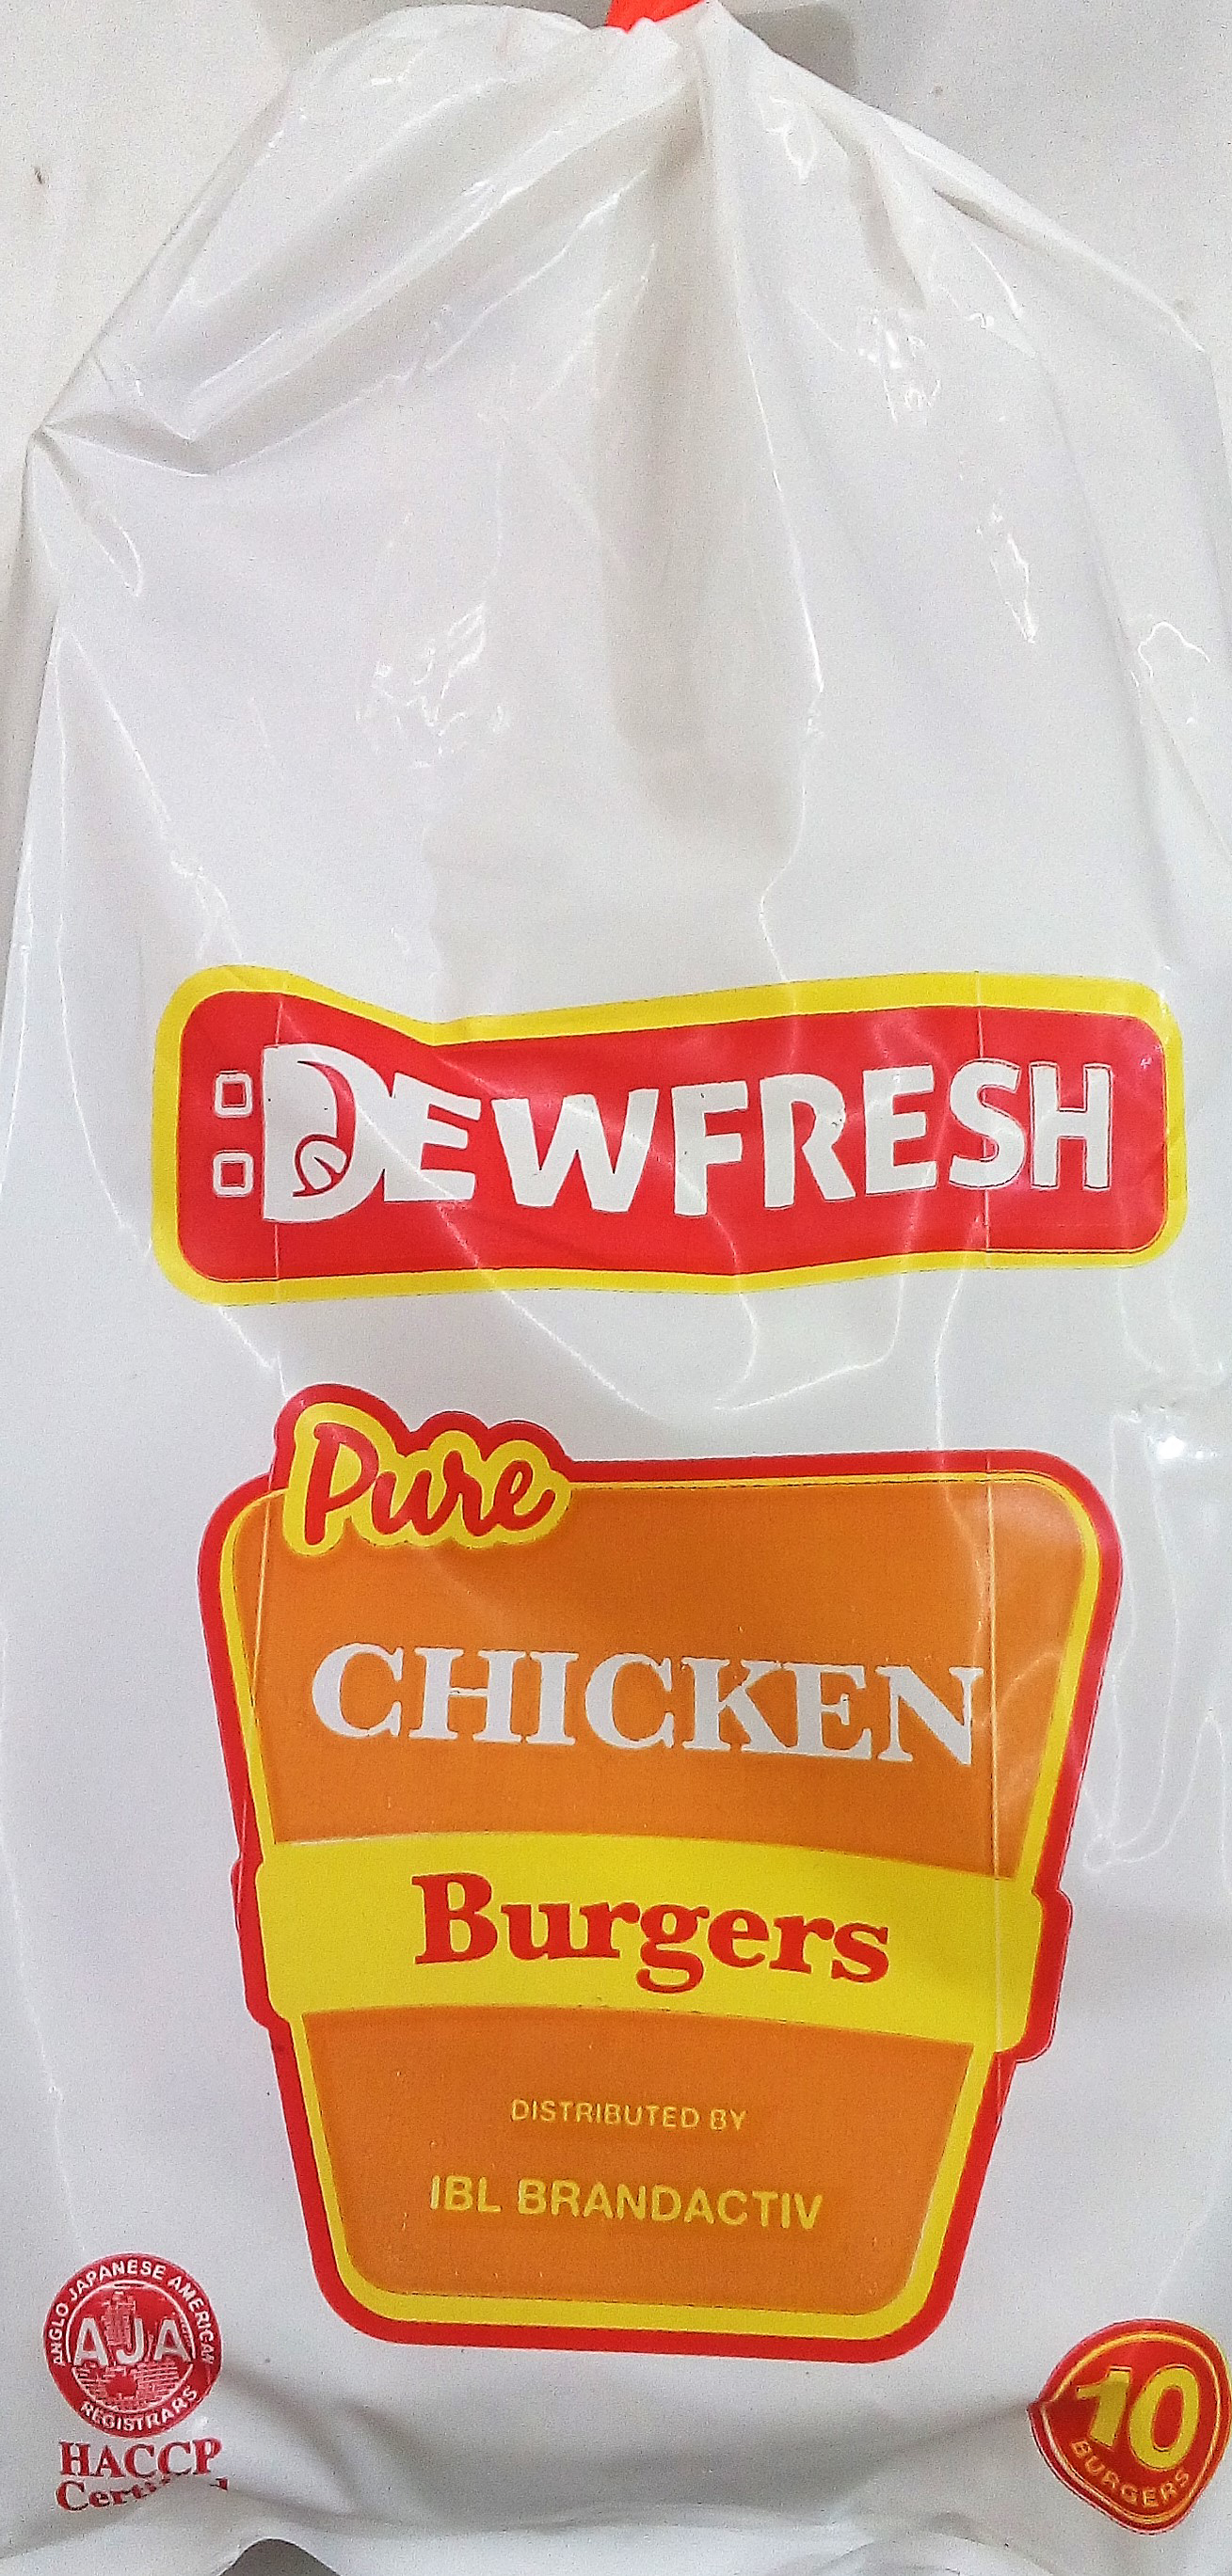 DEWFRESH
Pure
CHICKEN
Burgers
DISTRIBUTED BY
IBL BRANDACTIV
ANGLO JAPANESE AMERICAN
AJA
REGISTRARS
HACCP
10
BURGERS